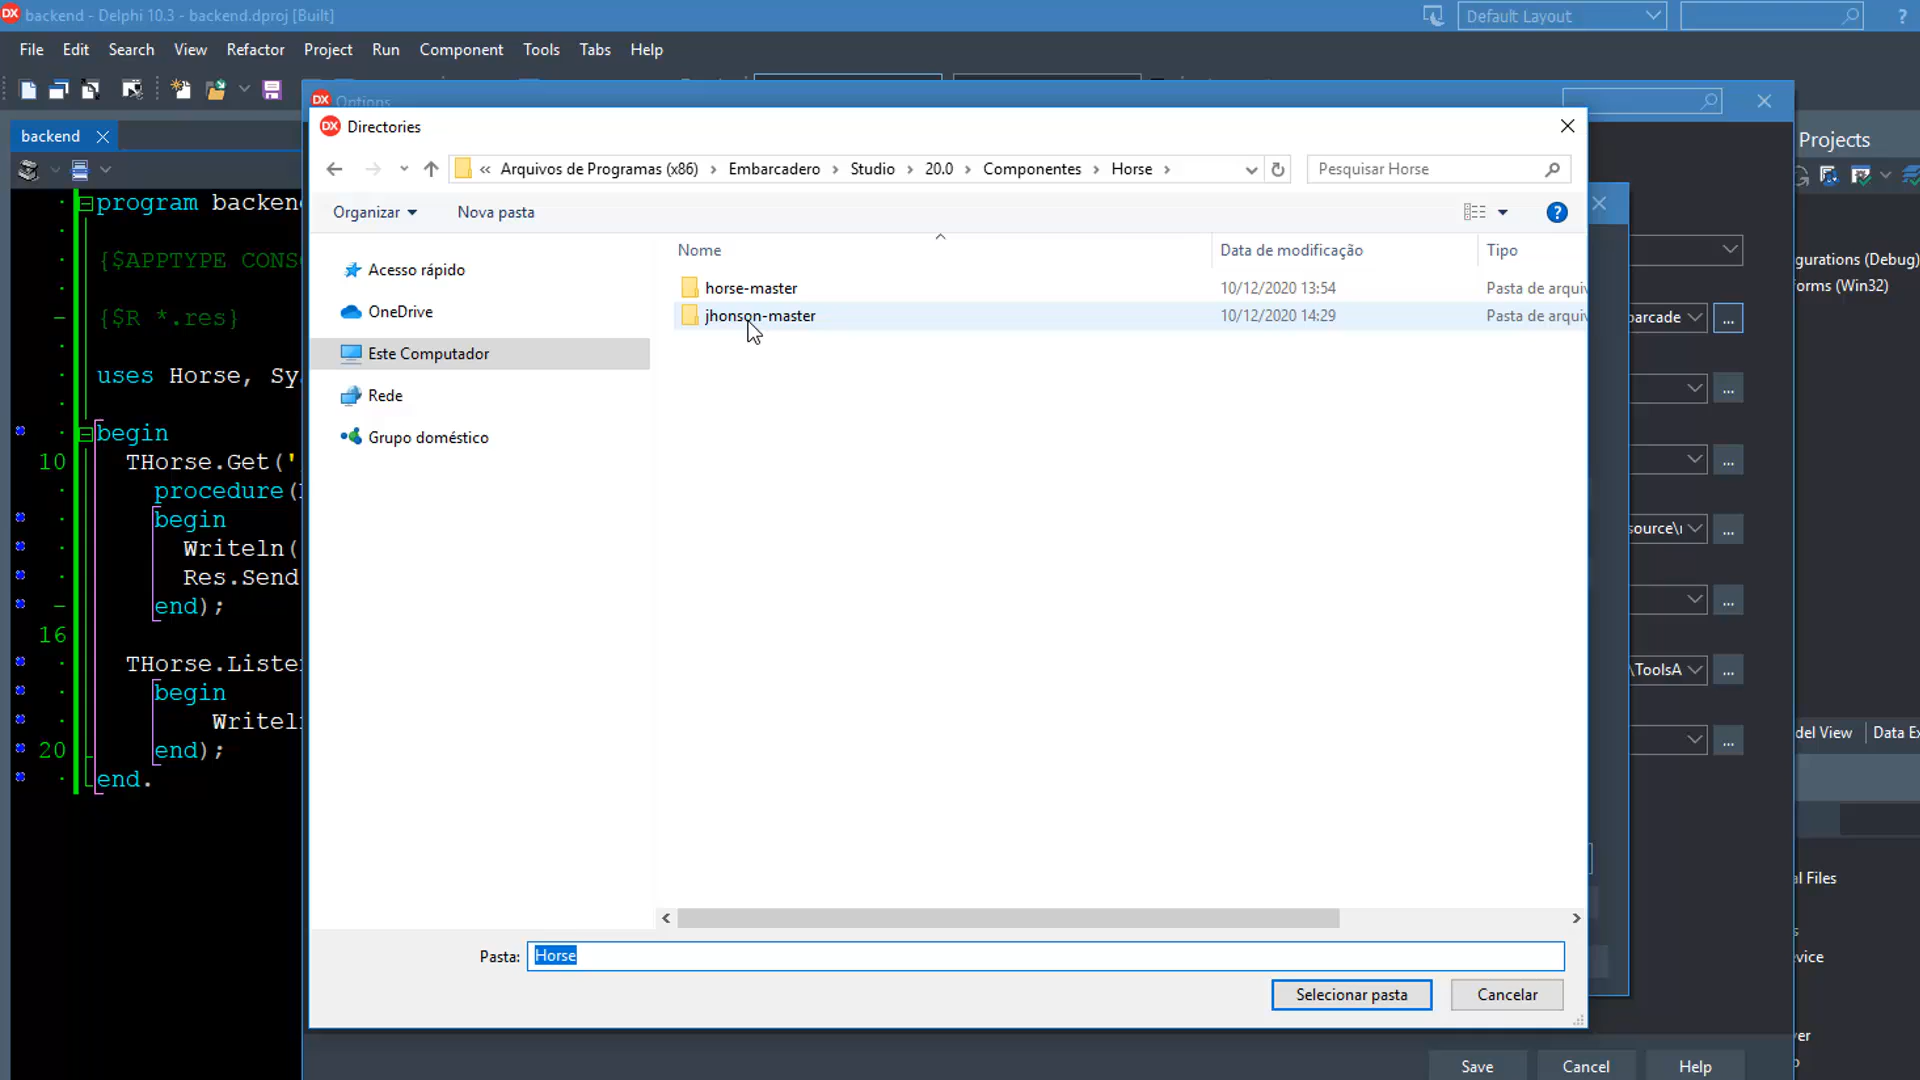 backend - Delphi 10.3 - backend.dproj [Built]
Default Layout
?
File Edit Search View Refactor Project Run Component Tools Tabs Help
DX Options
backend
DX Directories
Projects
« Arquivos de Programas (x86) > Embarcadero > Studio > 20.0 > Componentes > Horse >
Pesquisar Horse
Organizar Nova pasta
?
program backen
Nome Data de modificação Tipo
{$APPTYPE CONS
Acesso rápido
gurations (Debug)
horse-master 10/12/2020 13:54 Pasta de arqui
orms (Win32)
{$R *.res}
OneDrive
jhonson-master 10/12/2020 14:29 Pasta de arqui
barcade ...
Este Computador
uses Horse, Sy
Rede
...
begin
Grupo doméstico
10 THorse.Get('
...
procedure(
begin
source\
...
Writeln(
Res.Send
end);
...
16
THorse.Liste
\ToolsA ...
begin
Writel
del View Data Ex
20 end);
...
end.
al Files
Pasta: Horse
vice
Selecionar pasta Cancelar
ver
Save Cancel Help